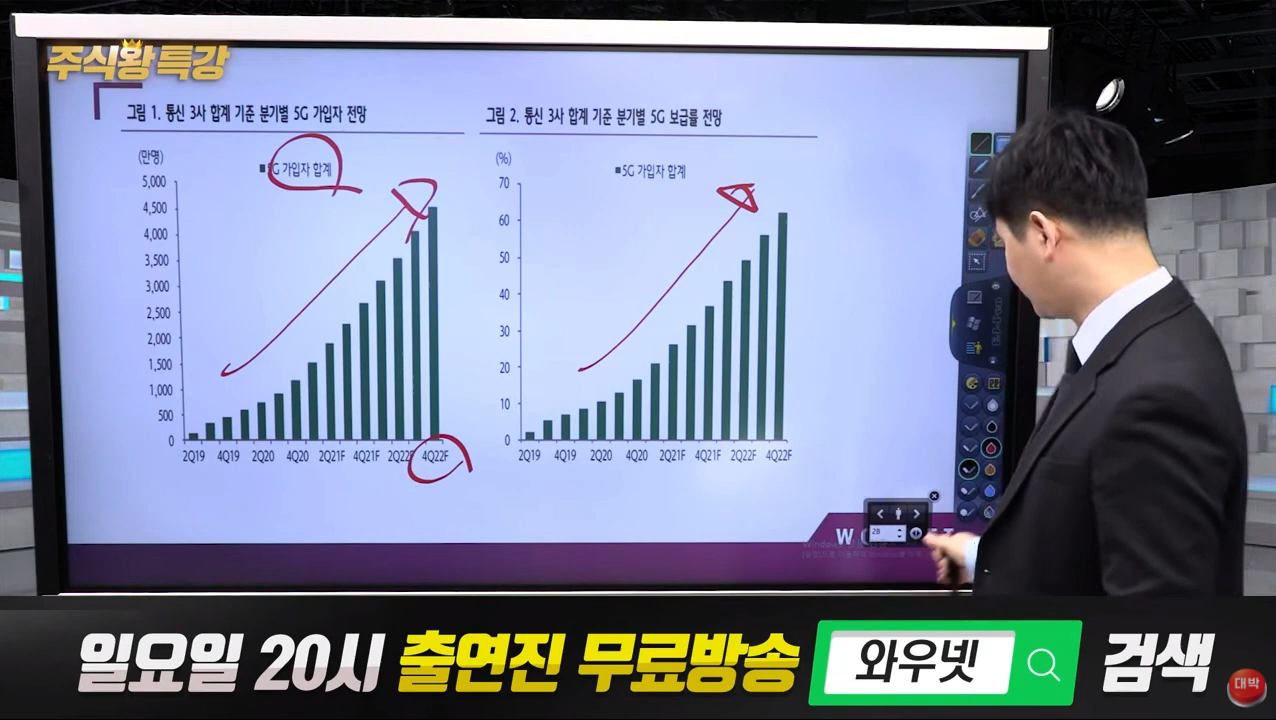 주식왕 특강
그림 1. 통신 3사 합계 기준 분기별 5G 가입자 전망
(만명)
■5G 가입자 합계
5,000
4,500
4,000
3,500
3,000
2,500
2,000
1,500
1,000
500
0
2Q19 4Q19 2Q20 4Q20 2Q21F 4Q21F 2Q22F 4Q22F
그림 2. 통신 3사 합계 기준 분기별 5G 보급률 전망
(%)
■5G 가입자 합계
70
60
50
40
30
20
10
0
2Q19 4Q19 2Q20 4Q20 2Q21F 4Q21F 2Q22F 4Q22F
28
일요일 20시 출연진 무료방송 와우넷 검색
대박